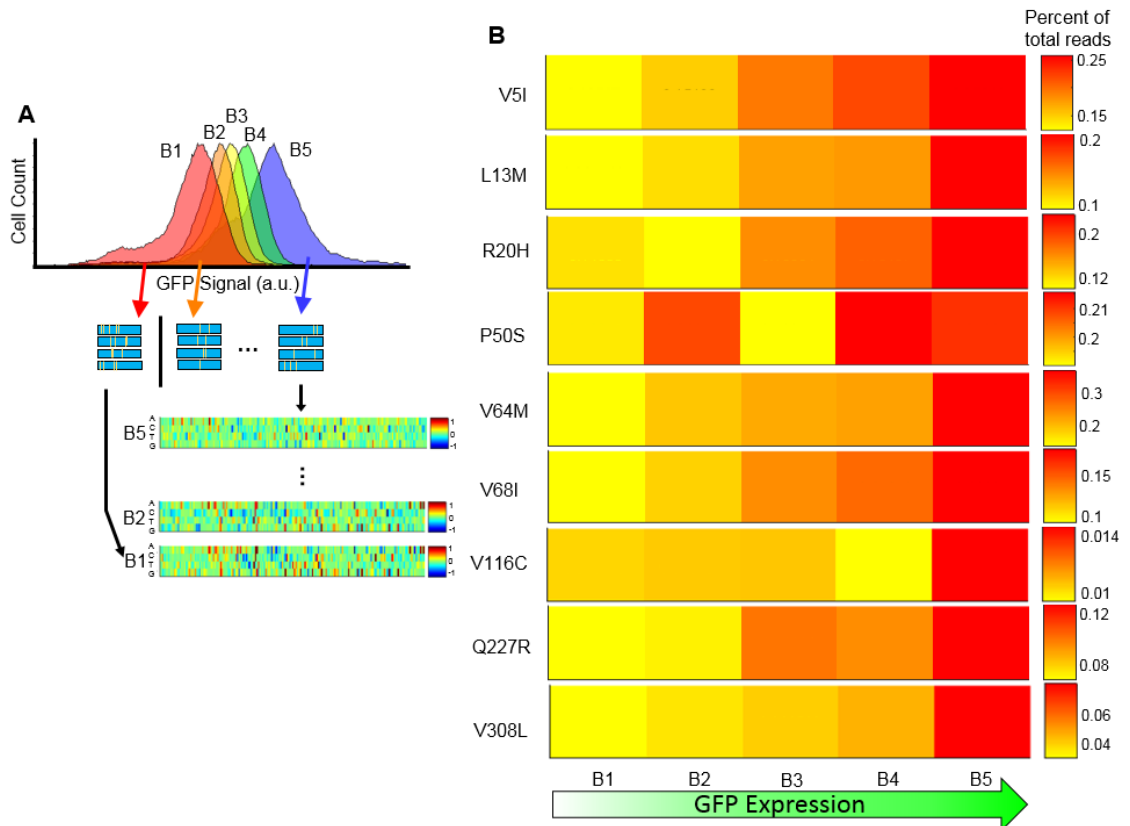 A
B1
B2
B3
B4
B5
Cell Count
GFP Signal (a.u.)
...
B5
A
C
T
G
1
0
-1
...
B2
A
C
T
G
1
0
-1
B1
A
C
T
G
1
0
-1
B
Percent of
total reads
V5I
0.25
0.15
L13M
0.2
0.1
R20H
0.2
0.12
P50S
0.21
0.2
V64M
0.3
0.2
V68I
0.15
0.1
V116C
0.014
0.01
Q227R
0.12
0.08
V308L
0.06
0.04
B1 B2 B3 B4 B5
GFP Expression